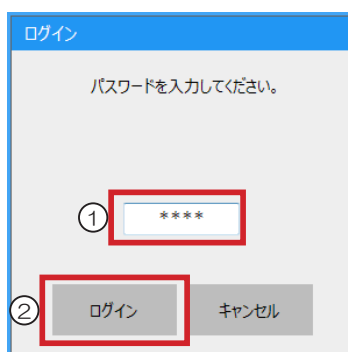 ログイン
パスワードを入力してください。
① ****
② ログイン キャンセル